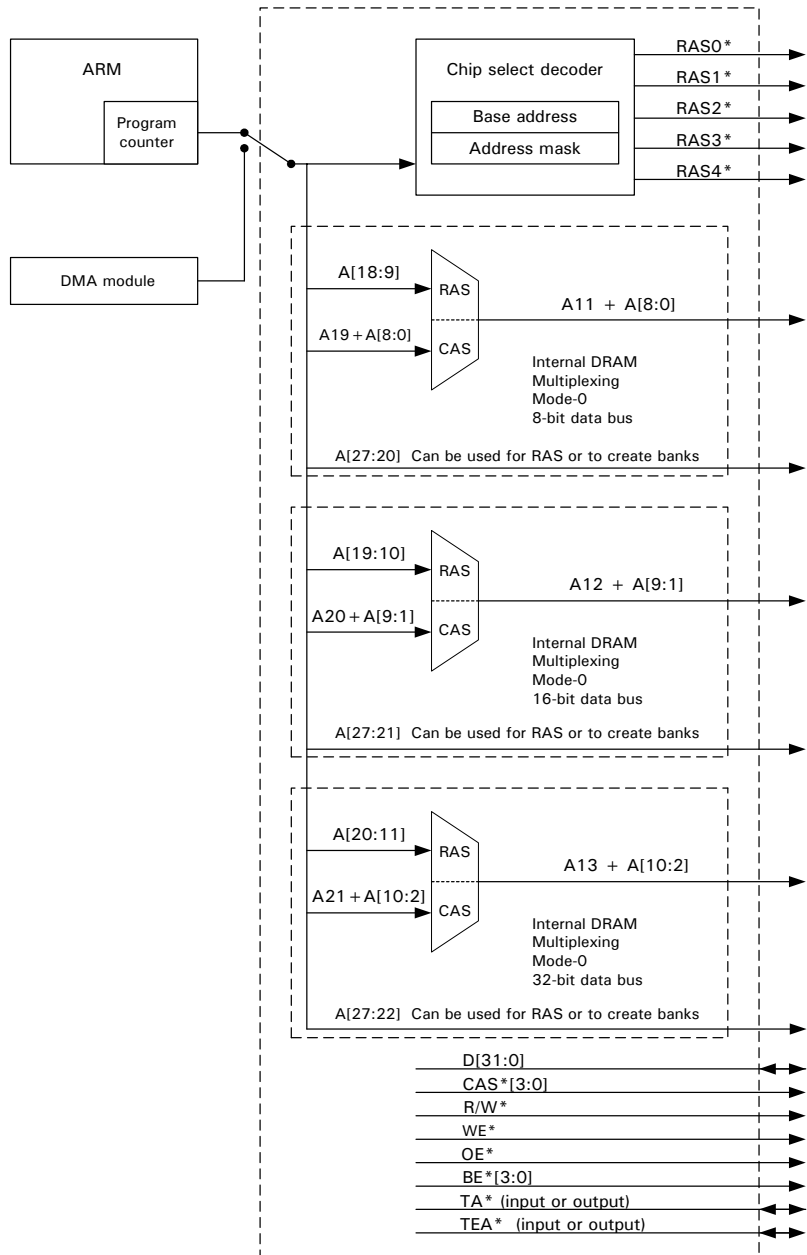 ARM
Program
counter
DMA module
Chip select decoder
Base address
Address mask
RAS0*
RAS1*
RAS2*
RAS3*
RAS4*
A[18:9]
RAS
A11 + A[8:0]
A19+A[8:0]
CAS
Internal DRAM
Multiplexing
Mode-0
8-bit data bus
A[27:20] Can be used for RAS or to create banks
A[19:10]
RAS
A12 + A[9:1]
A20+A[9:1]
CAS
Internal DRAM
Multiplexing
Mode-0
16-bit data bus
A[27:21] Can be used for RAS or to create banks
A[20:11]
RAS
A13 + A[10:2]
A21+A[10:2]
CAS
Internal DRAM
Multiplexing
Mode-0
32-bit data bus
A[27:22] Can be used for RAS or to create banks
D[31:0]
CAS*[3:0]
R/W*
WE*
OE*
BE*[3:0]
TA* (input or output)
TEA* (input or output)